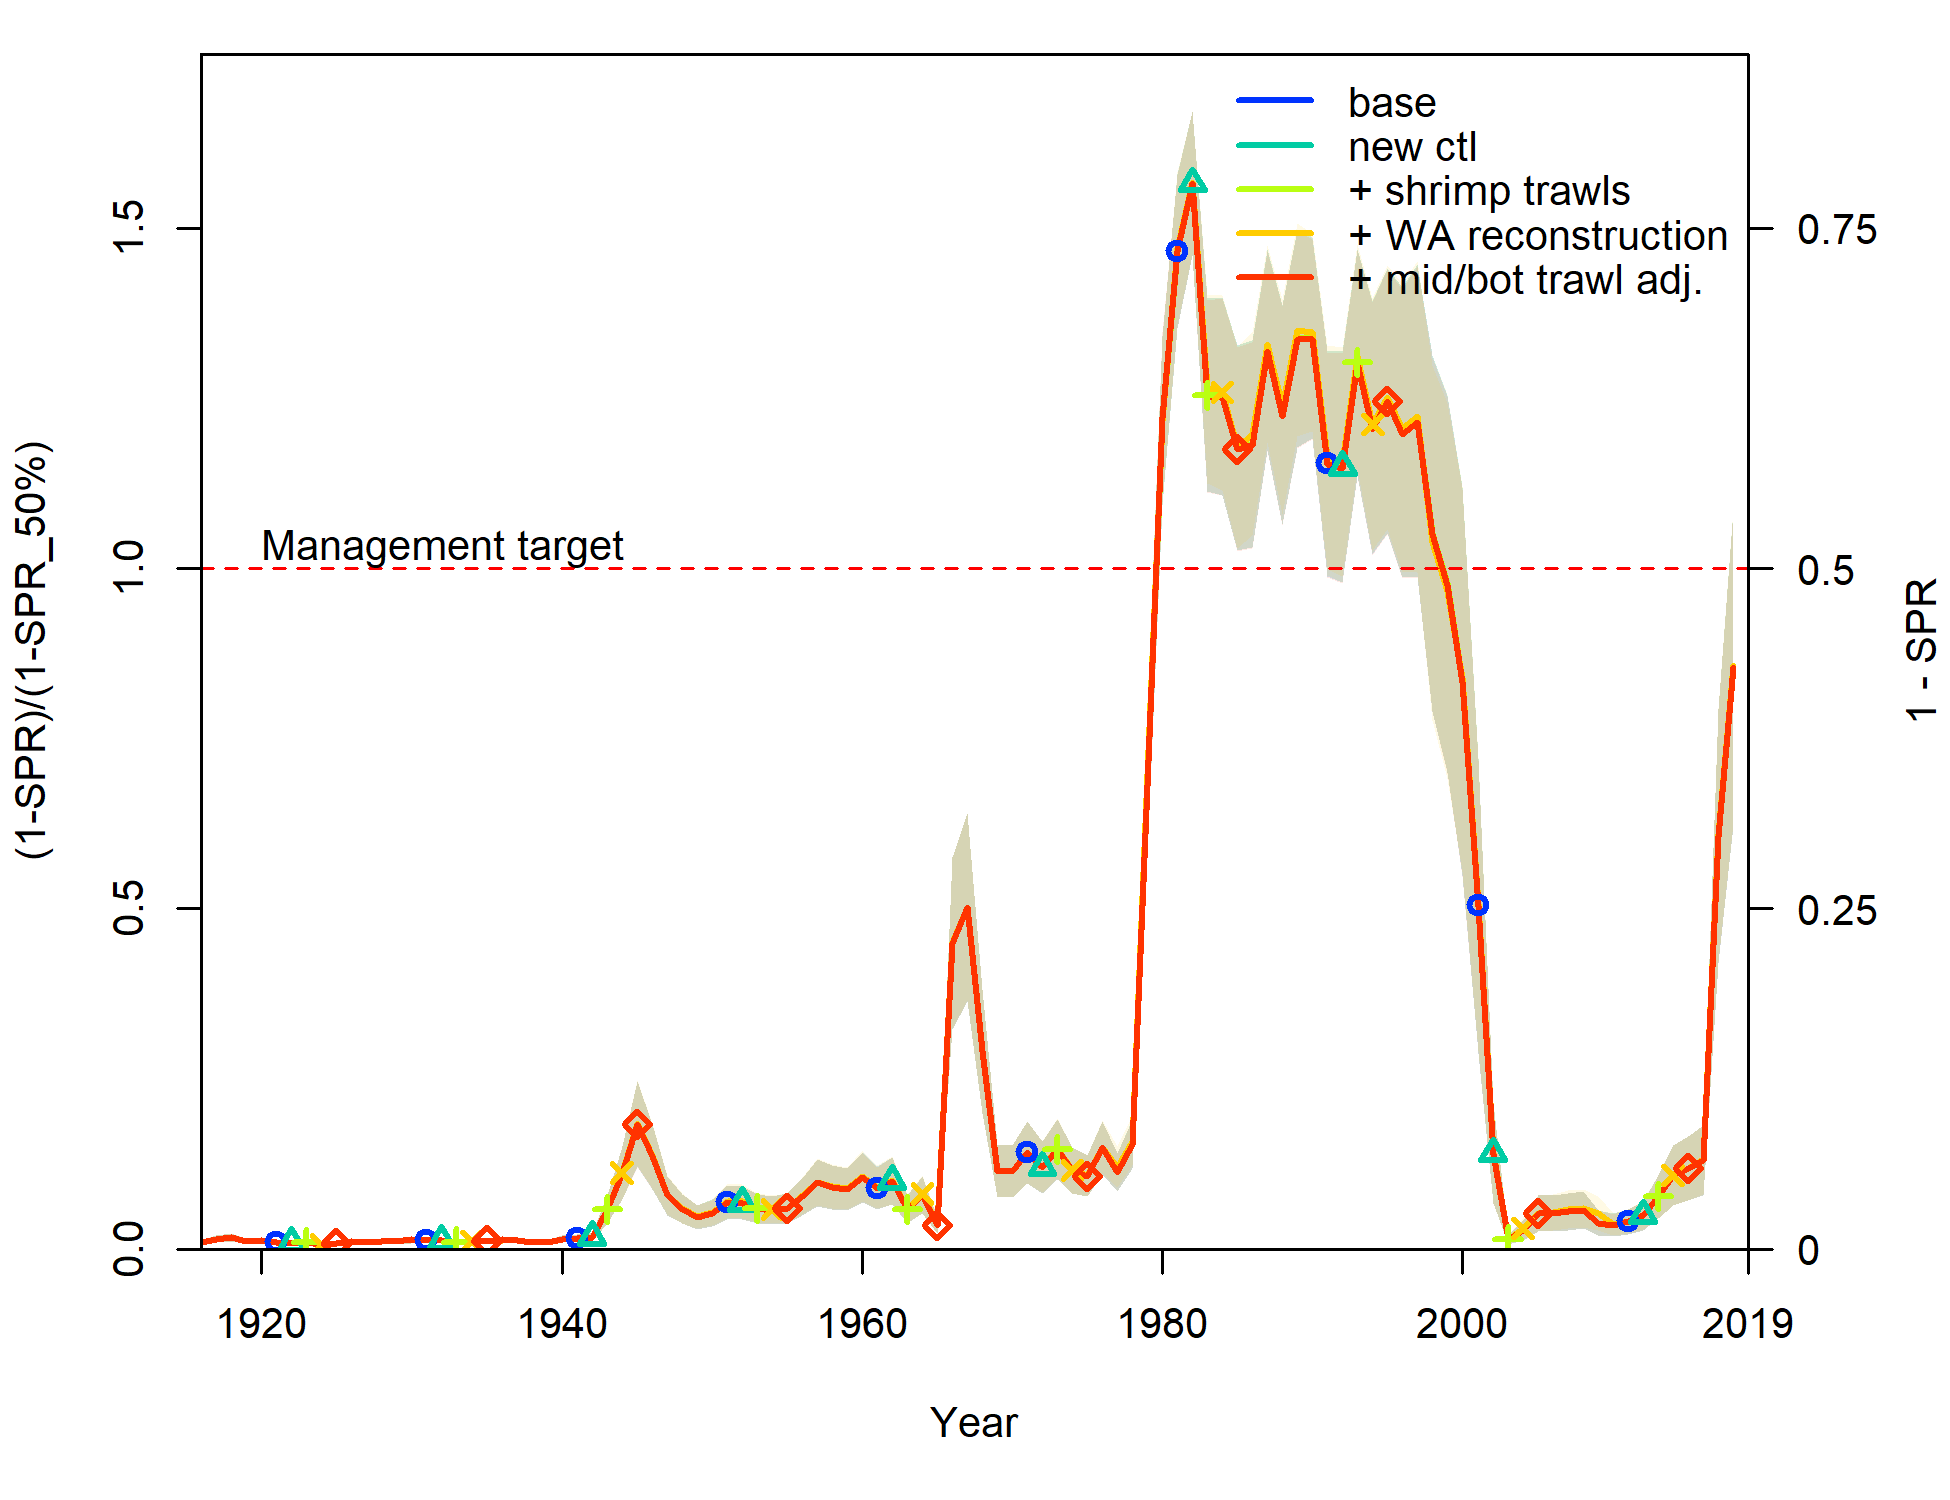 base
new ctl
+ shrimp trawls
+ WA reconstruction
+ mid/bot trawl adj.
Management target
(1-SPR)/(1-SPR_50%)
0.0
0.5
1.0
1.5
1 - SPR
0
0.25
0.5
0.75
1920
1940
1960
1980
2000
2019
Year